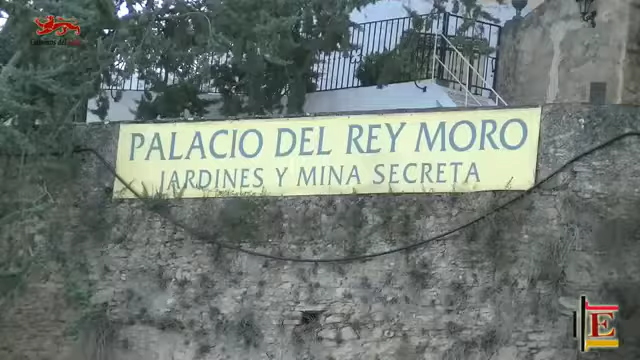 PALACIO DEL REY MORO
JARDINES Y MINA SECRETA
E